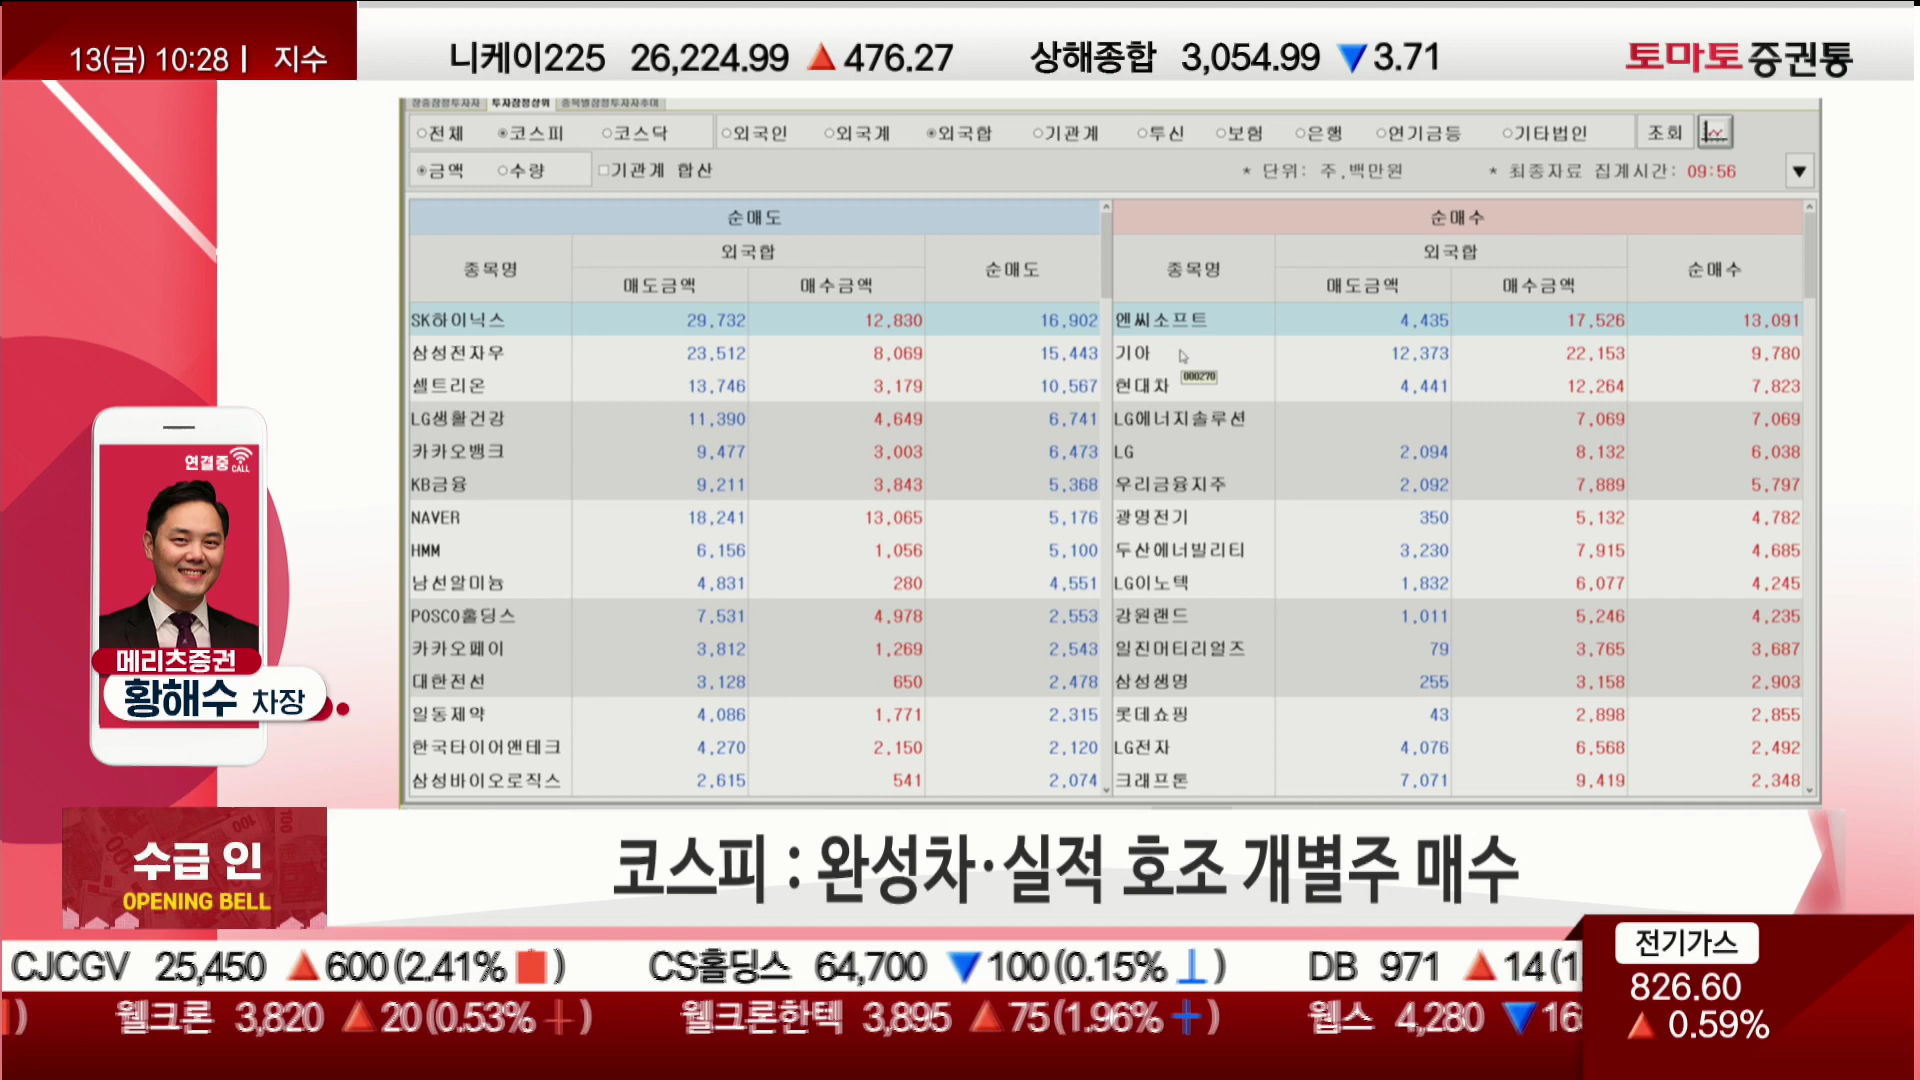 13(금) 10:28 | 지수
니케이225 26,224.99 ▲ 476.27 상해종합 3,054.99 ▼ 3.71
토마토증권통
장중잠정투자자 투자잠정상위 종목별잠정투자자추이
전체 코스피 코스닥 외국인 외국계 외국합 기관계 투신 보험 은행 연기금등 기타법인 조회
금액 수량 기관계 합산 * 단위: 주,백만원 * 최종자료 집계시간: 09:56
순매도 순매수
종목명 외국합 순매도 종목명 외국합 순매수
매도금액 매수금액 매도금액 매수금액
SK하이닉스 29,732 12,830 16,902 엔씨소프트 4,435 17,526 13,091
삼성전자우 23,512 8,069 15,443 기아 12,373 22,153 9,780
000270
셀트리온 13,746 3,179 10,567 현대차 4,441 12,264 7,823
LG생활건강 11,390 4,649 6,741 LG에너지솔루션 7,069 7,069
카카오뱅크 9,477 3,003 6,473 LG 2,094 8,132 6,038
KB금융 9,211 3,843 5,368 우리금융지주 2,092 7,889 5,797
NAVER 18,241 13,065 5,176 광명전기 350 5,132 4,782
HMM 6,156 1,056 5,100 두산에너빌리티 3,230 7,915 4,685
남선알미늄 4,831 280 4,551 LG이노텍 1,832 6,077 4,245
POSCO홀딩스 7,531 4,978 2,553 강원랜드 1,011 5,246 4,235
카카오페이 3,812 1,269 2,543 일진머티리얼즈 79 3,765 3,687
대한전선 3,128 650 2,478 삼성생명 255 3,158 2,903
일동제약 4,086 1,771 2,315 롯데쇼핑 43 2,898 2,855
한국타이어앤테크 4,270 2,150 2,120 LG전자 4,076 6,568 2,492
삼성바이오로직스 2,615 541 2,074 크래프톤 7,071 9,419 2,348
연결중 CALL
메리츠증권
황해수 차장
수급 인
OPENING BELL
코스피 : 완성차·실적 호조 개별주 매수
CJCGV 25,450 ▲600(2.41% ) CS홀딩스 64,700 ▼100(0.15% ) DB 971 ▲14(1
) 웰크론 3,820 ▲20(0.53% ) 웰크론한텍 3,895 ▲75(1.96% ) 웹스 4,280 ▼16
전기가스
826.60
▲ 0.59%